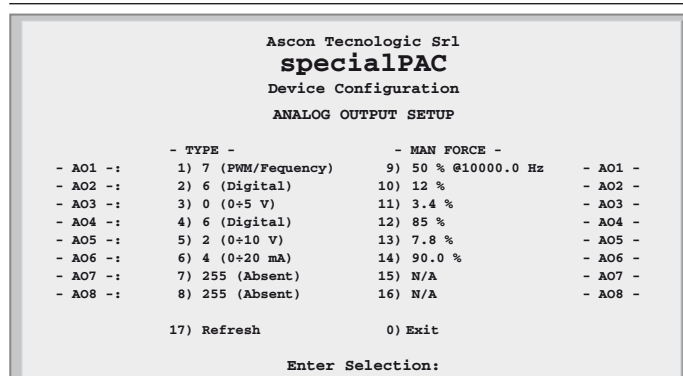 Ascon Tecnologic Srl
specialPAC
Device Configuration
ANALOG OUTPUT SETUP
- TYPE - - MAN FORCE -
- AO1 -: 1) 7 (PWM/Fequency) 9) 50 % @10000.0 Hz - AO1 -
- AO2 -: 2) 6 (Digital) 10) 12 % - AO2 -
- AO3 -: 3) 0 (0÷5 V) 11) 3.4 % - AO3 -
- AO4 -: 4) 6 (Digital) 12) 85 % - AO4 -
- AO5 -: 5) 2 (0÷10 V) 13) 7.8 % - AO5 -
- AO6 -: 6) 4 (0÷20 mA) 14) 90.0 % - AO6 -
- AO7 -: 7) 255 (Absent) 15) N/A - AO7 -
- AO8 -: 8) 255 (Absent) 16) N/A - AO8 -
17) Refresh 0) Exit
Enter Selection: